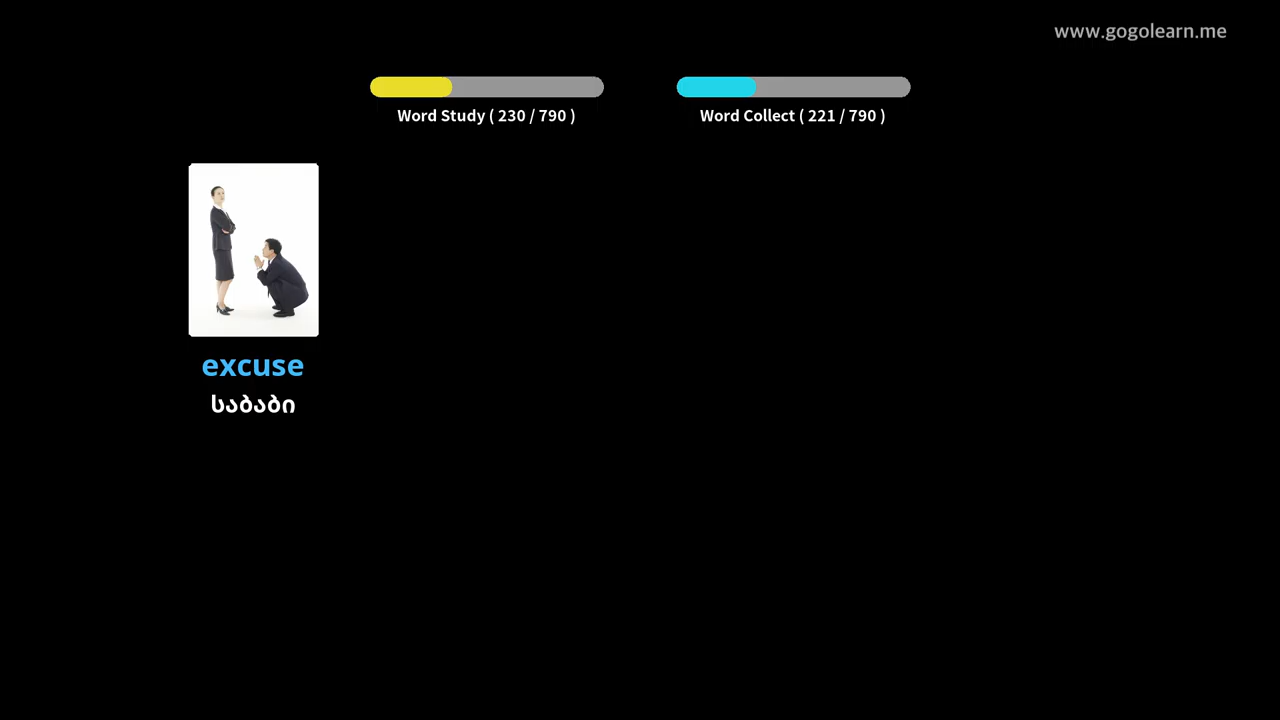 www.gogolearn.me
Word Study ( 230 / 790 )
Word Collect ( 221 / 790 )
excuse
საბაბი